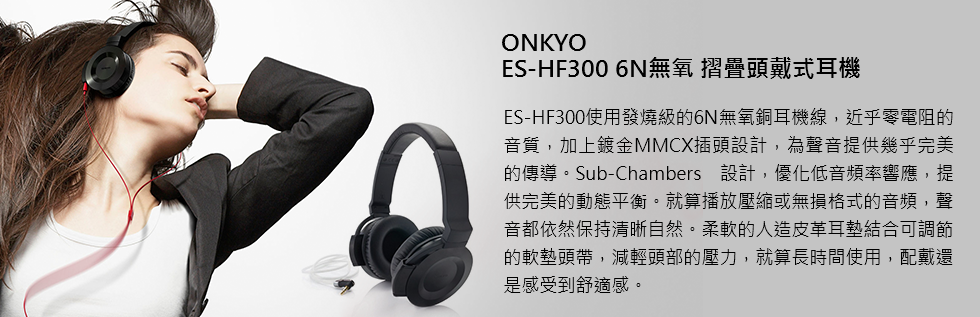 ONKYO
ES-HF300 6N無氧 摺疊頭戴式耳機
ES-HF300使用發燒級的6N無氧銅耳機線，近乎零電阻的
音質，加上鍍金MMCX插頭設計，為聲音提供幾乎完美
的傳導。Sub-Chambers　設計，優化低音頻率響應，提
供完美的動態平衡。就算播放壓縮或無損格式的音頻，聲
音都依然保持清晰自然。柔軟的人造皮革耳墊結合可調節
的軟墊頭帶，減輕頭部的壓力，就算長時間使用，配戴還
是感受到舒適感。